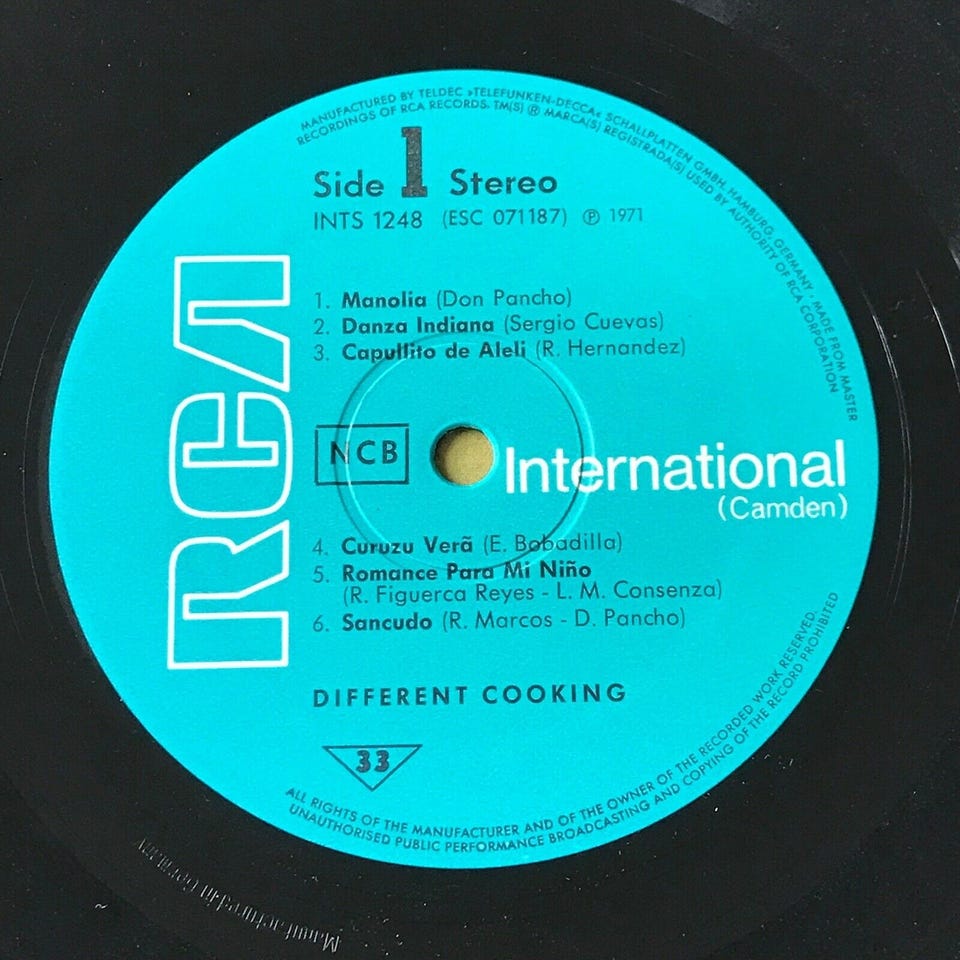 MANUFACTURED BY TELDEC »TELEFUNKEN-DECCA« SCHALLPLATTEN GMBH, HAMBURG, GERMANY · MADE FROM MASTER
RECORDINGS OF RCA RECORDS. TM(S) ® MARCA(S) REGISTRADA(S) USED BY AUTHORITY OF RCA CORPORATION
Side 1 Stereo
INTS 1248 (ESC 071187) ℗ 1971
RCA
1. Manolia (Don Pancho)
2. Danza Indiana (Sergio Cuevas)
3. Capullito de Aleli (R. Hernandez)
NCB
International
(Camden)
4. Curuzu Verã (E. Bobadilla)
5. Romance Para Mi Niño
(R. Figuerca Reyes - L. M. Consenza)
6. Sancudo (R. Marcos - D. Pancho)
DIFFERENT COOKING
33
ALL RIGHTS OF THE MANUFACTURER AND OF THE OWNER OF THE RECORDED WORK RESERVED.
UNAUTHORISED PUBLIC PERFORMANCE BROADCASTING AND COPYING OF THE RECORD PROHIBITED
Manufactured in Germany